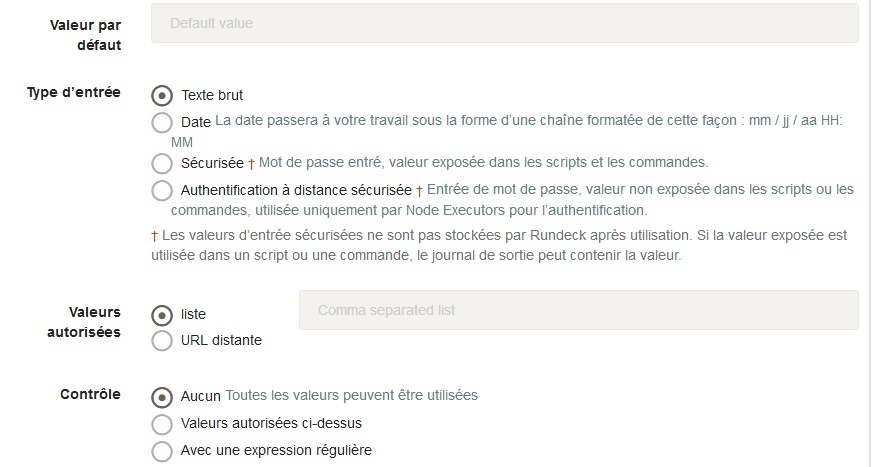 Valeur par défaut
Default value
Type d’entrée
Texte brut
Date La date passera à votre travail sous la forme d’une chaîne formatée de cette façon : mm / jj / aa HH:
MM
Sécurisée † Mot de passe entré, valeur exposée dans les scripts et les commandes.
Authentification à distance sécurisée † Entrée de mot de passe, valeur non exposée dans les scripts ou les
commandes, utilisée uniquement par Node Executors pour l’authentification.
† Les valeurs d’entrée sécurisées ne sont pas stockées par Rundeck après utilisation. Si la valeur exposée est
utilisée dans un script ou une commande, le journal de sortie peut contenir la valeur.
Valeurs
autorisées
liste
Comma separated list
URL distante
Contrôle
Aucun Toutes les valeurs peuvent être utilisées
Valeurs autorisées ci-dessus
Avec une expression régulière